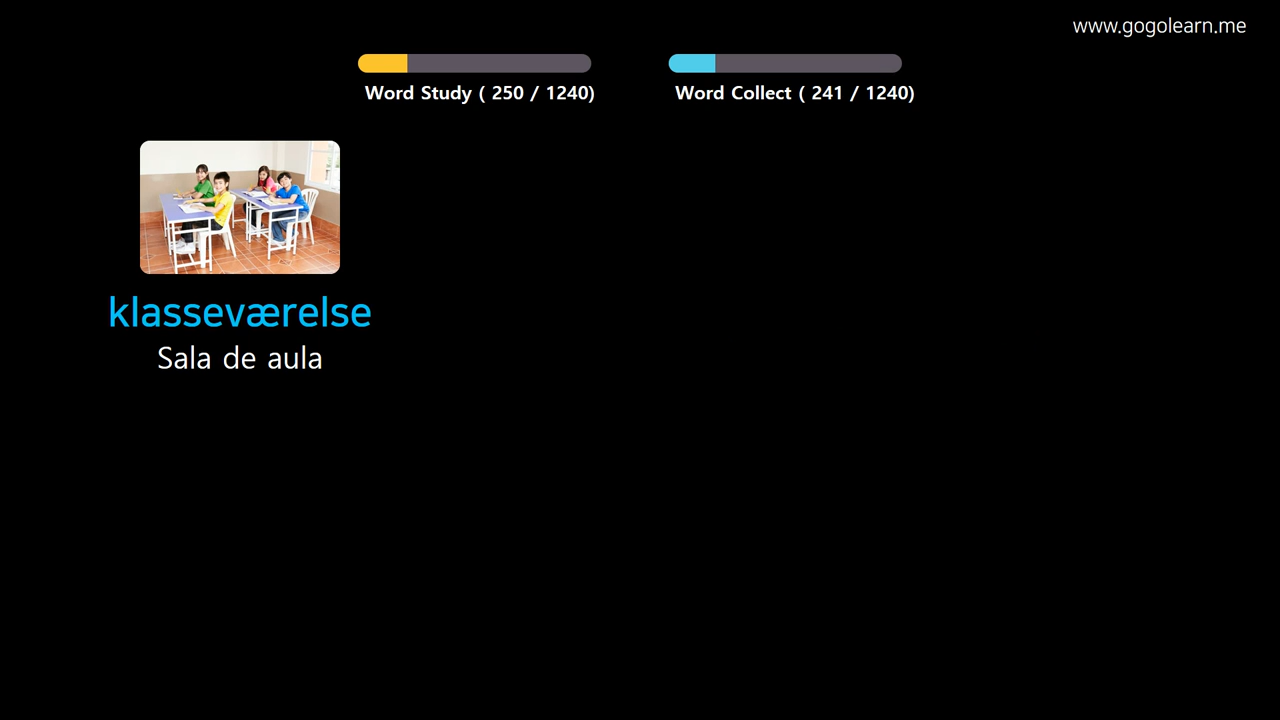 www.gogolearn.me
Word Study ( 250 / 1240)
Word Collect ( 241 / 1240)
klasseværelse
Sala de aula